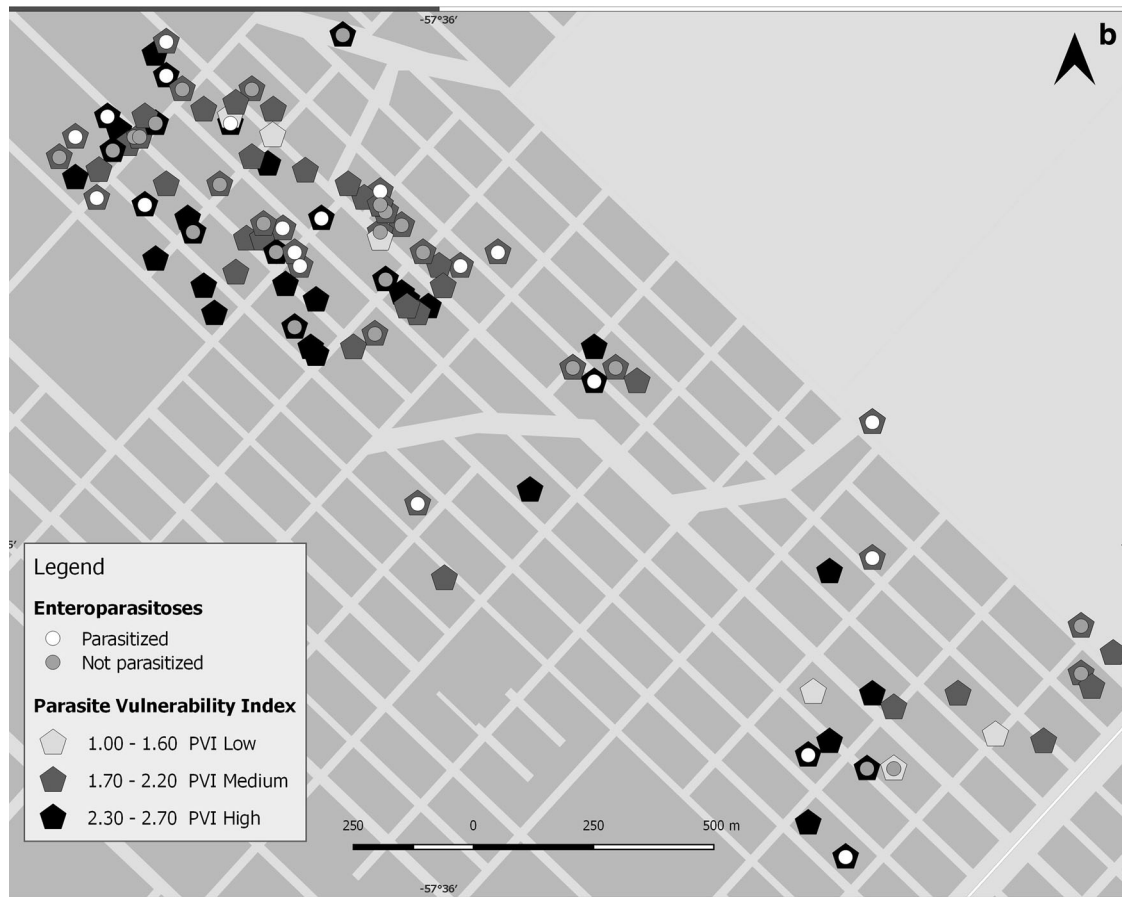 -57°36'
b
5'
Legend
Enteroparasitoses
Parasitized
Not parasitized
Parasite Vulnerability Index
1.00 - 1.60 PVI Low
1.70 - 2.20 PVI Medium
2.30 - 2.70 PVI High
250 0 250 500 m
-57°36'